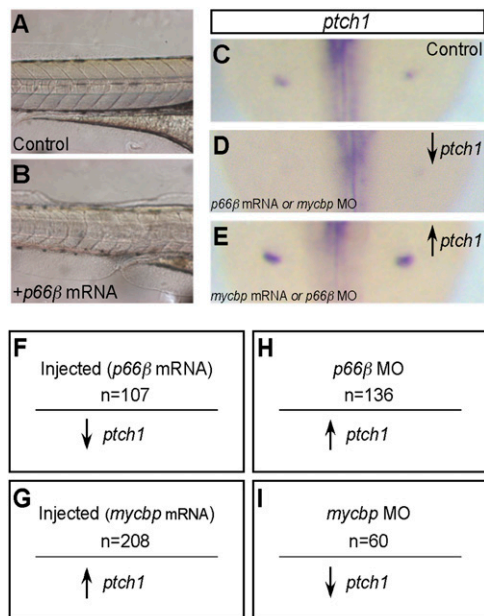 A
Control
B
+p66β mRNA
ptch1
C
Control
D
↓ ptch1
p66β mRNA or mycbp MO
E
↑ ptch1
mycbp mRNA or p66β MO
F
Injected (p66β mRNA)
n=107
↓ ptch1
H
p66β MO
n=136
↑ ptch1
G
Injected (mycbp mRNA)
n=208
↑ ptch1
I
mycbp MO
n=60
↓ ptch1